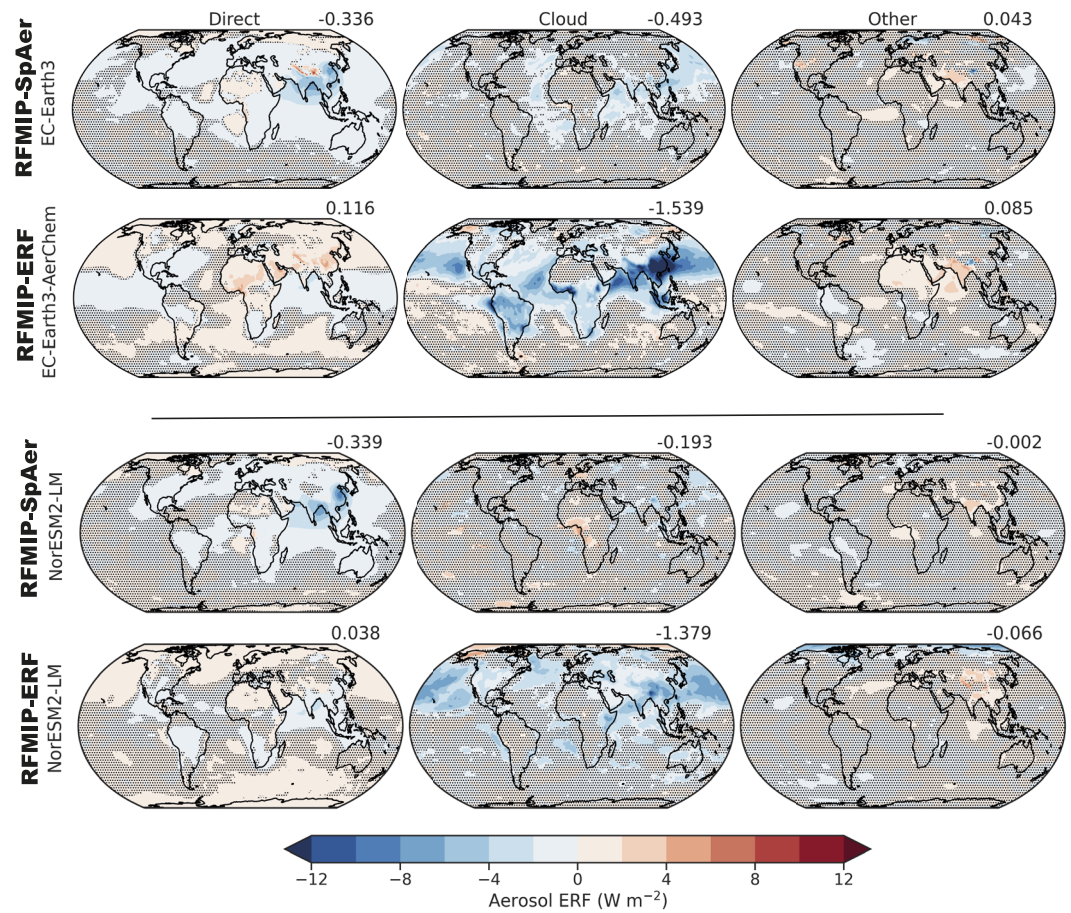 Direct -0.336 Cloud -0.493 Other 0.043
RFMIP-SpAer
EC-Earth3
0.116 -1.539 0.085
RFMIP-ERF
EC-Earth3-AerChem
-0.339 -0.193 -0.002
RFMIP-SpAer
NorESM2-LM
0.038 -1.379 -0.066
RFMIP-ERF
NorESM2-LM
−12 −8 −4 0 4 8 12
Aerosol ERF (W m⁻²)